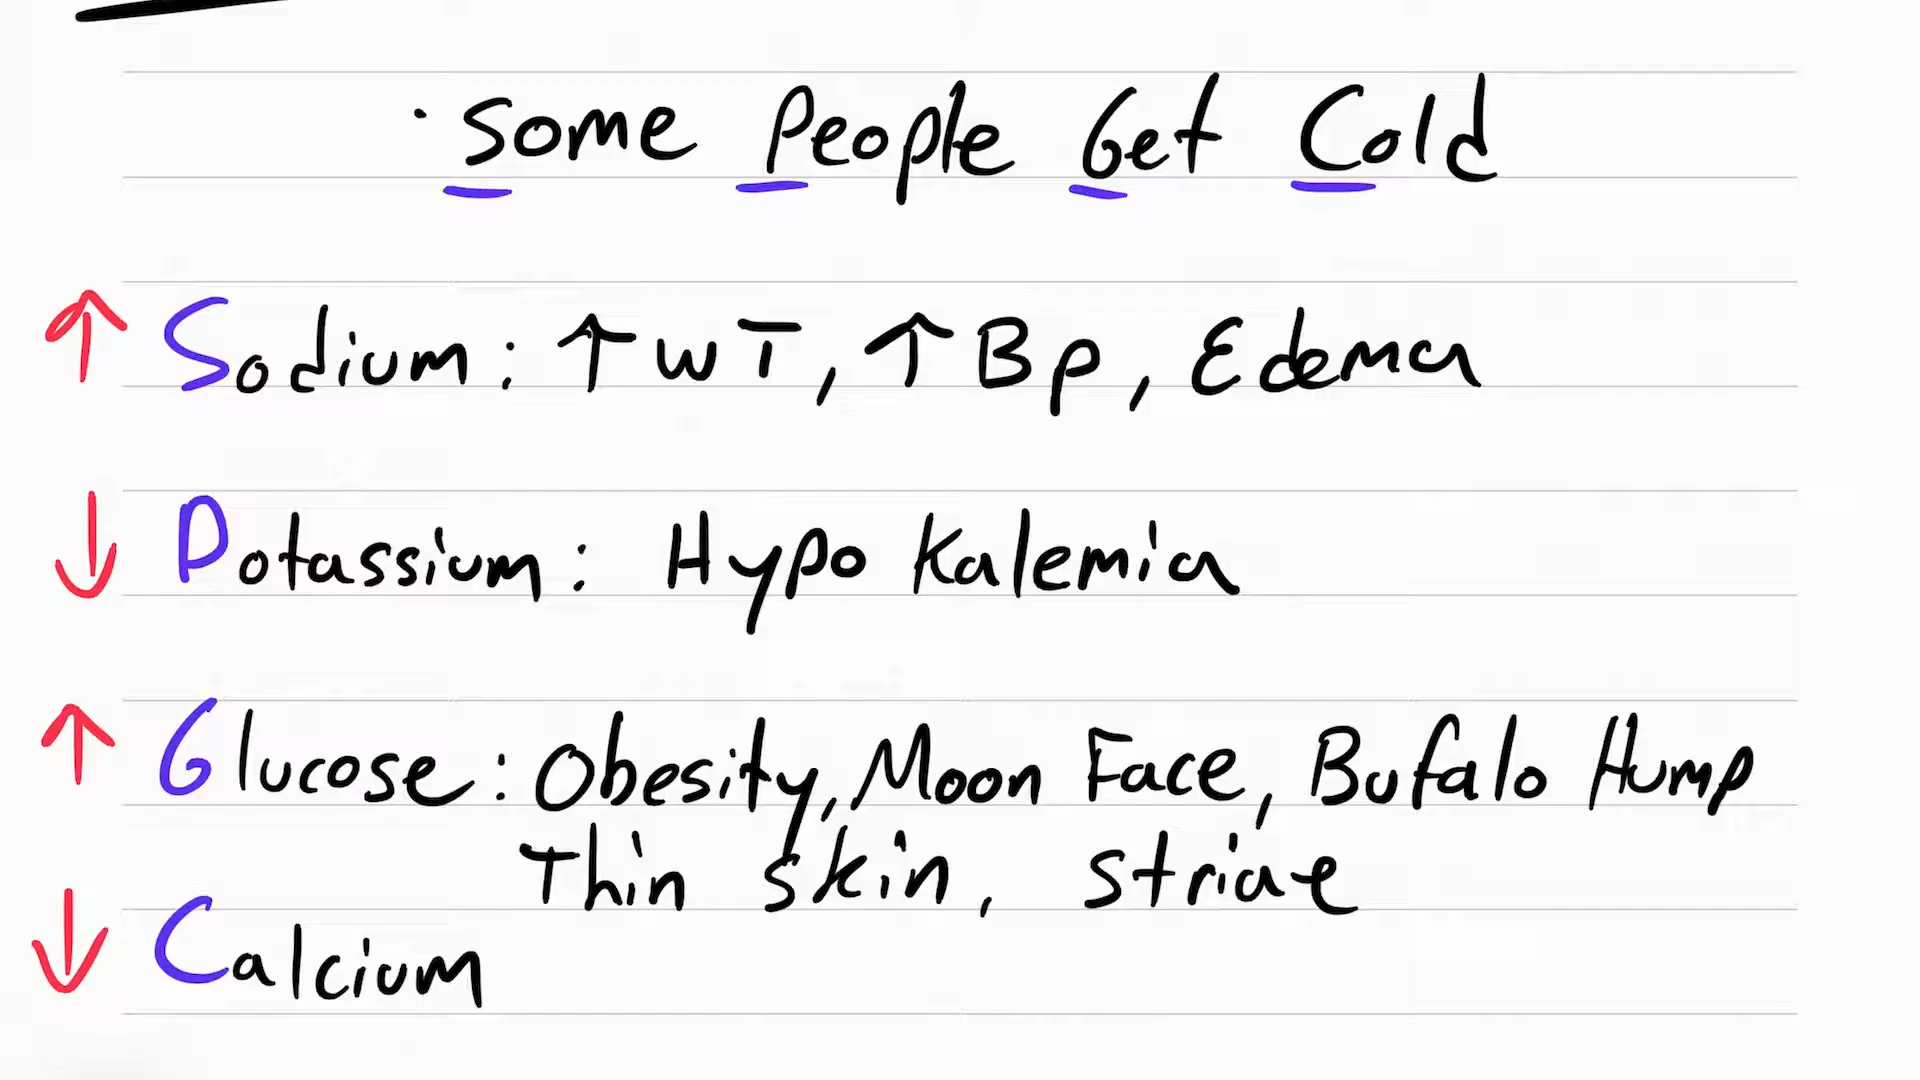 · Some People Get Cold
↑ Sodium: ↑ WT, ↑ Bp, Edema
↓ Potassium: Hypo Kalemia
↑ Glucose: Obesity, Moon Face, Bufalo Hump
Thin skin, striae
↓ Calcium